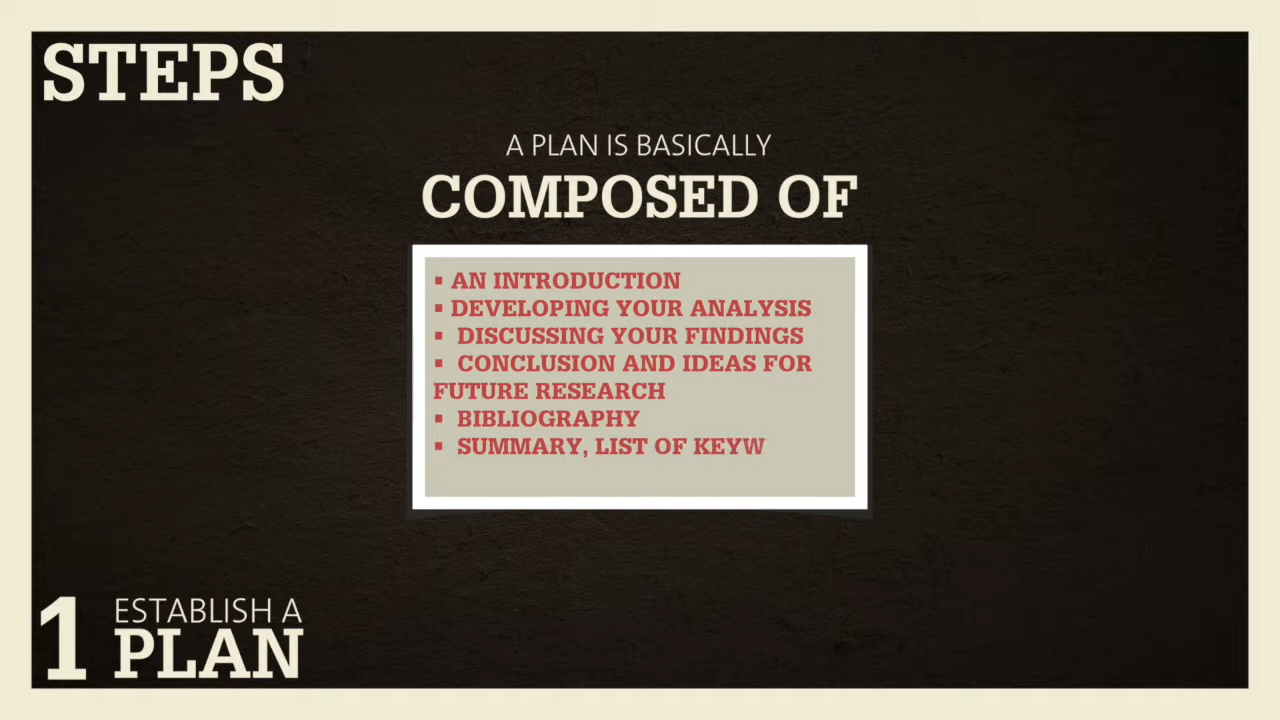 STEPS
A PLAN IS BASICALLY
COMPOSED OF
▪ AN INTRODUCTION
▪ DEVELOPING YOUR ANALYSIS
▪ DISCUSSING YOUR FINDINGS
▪ CONCLUSION AND IDEAS FOR
FUTURE RESEARCH
▪ BIBLIOGRAPHY
▪ SUMMARY, LIST OF KEYW
1 ESTABLISH A
PLAN